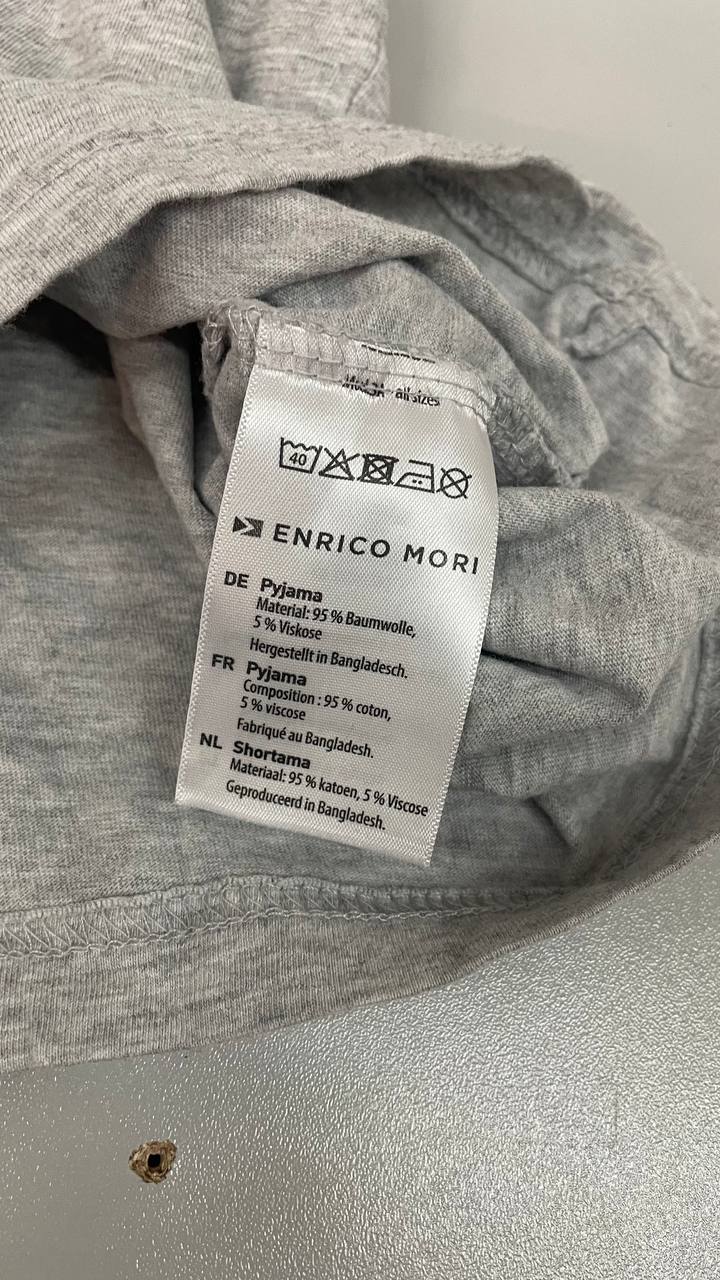 all sizes
40
ENRICO MORI
DE Pyjama
Material: 95 % Baumwolle,
5 % Viskose
Hergestellt in Bangladesch.
FR Pyjama
Composition : 95 % coton,
5 % viscose
Fabriqué au Bangladesh.
NL Shortama
Materiaal: 95 % katoen, 5 % Viscose
Geproduceerd in Bangladesh.